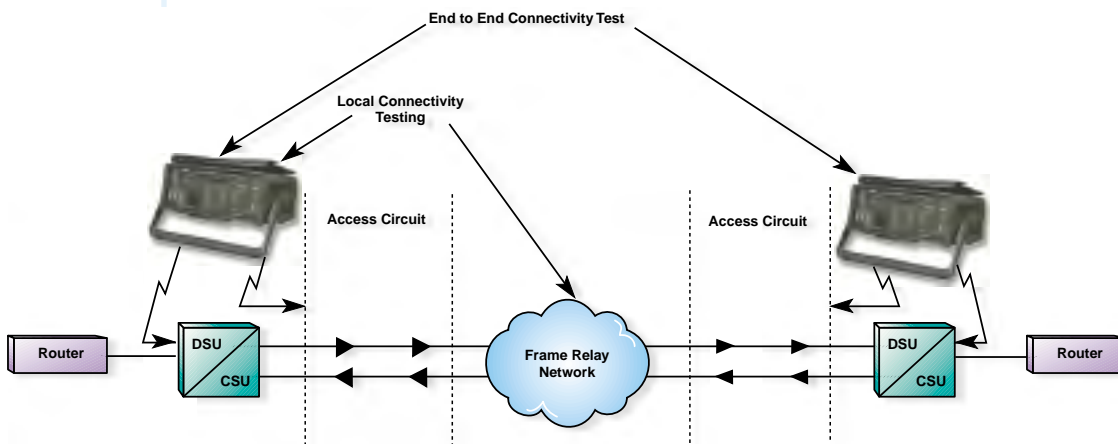 End to End Connectivity Test
Local Connectivity
Testing
Access Circuit
Access Circuit
Router
DSU
CSU
Frame Relay
Network
DSU
CSU
Router